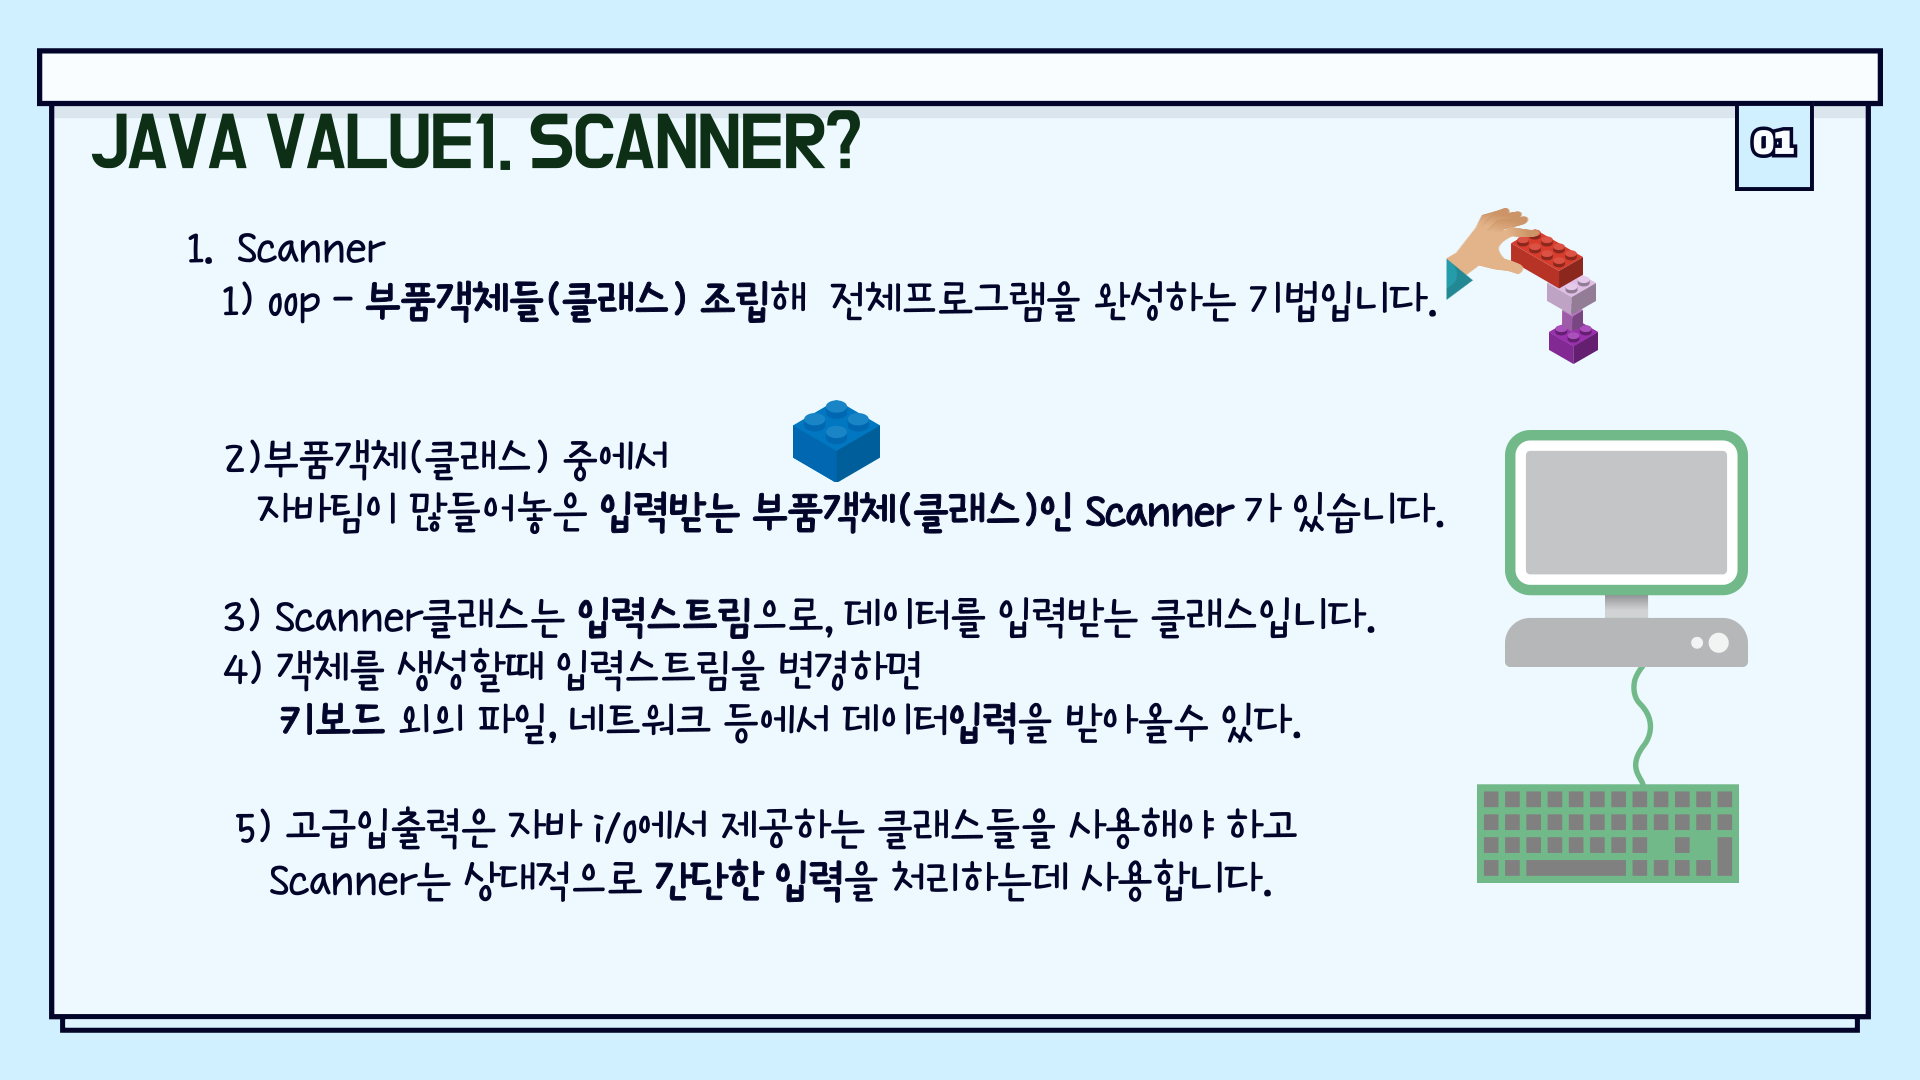 JAVA VALUE1. SCANNER?
01
1. Scanner
1) oop - 부품객체들(클래스) 조립해 전체프로그램을 완성하는 기법입니다.
2)부품객체(클래스) 중에서
자바팀이 만들어놓은 입력받는 부품객체(클래스)인 Scanner 가 있습니다.
3) Scanner클래스는 입력스트림으로, 데이터를 입력받는 클래스입니다.
4) 객체를 생성할때 입력스트림을 변경하면
키보드 외의 파일, 네트워크 등에서 데이터입력을 받아올수 있다.
5) 고급입출력은 자바 i/o에서 제공하는 클래스들을 사용해야 하고
Scanner는 상대적으로 간단한 입력을 처리하는데 사용합니다.